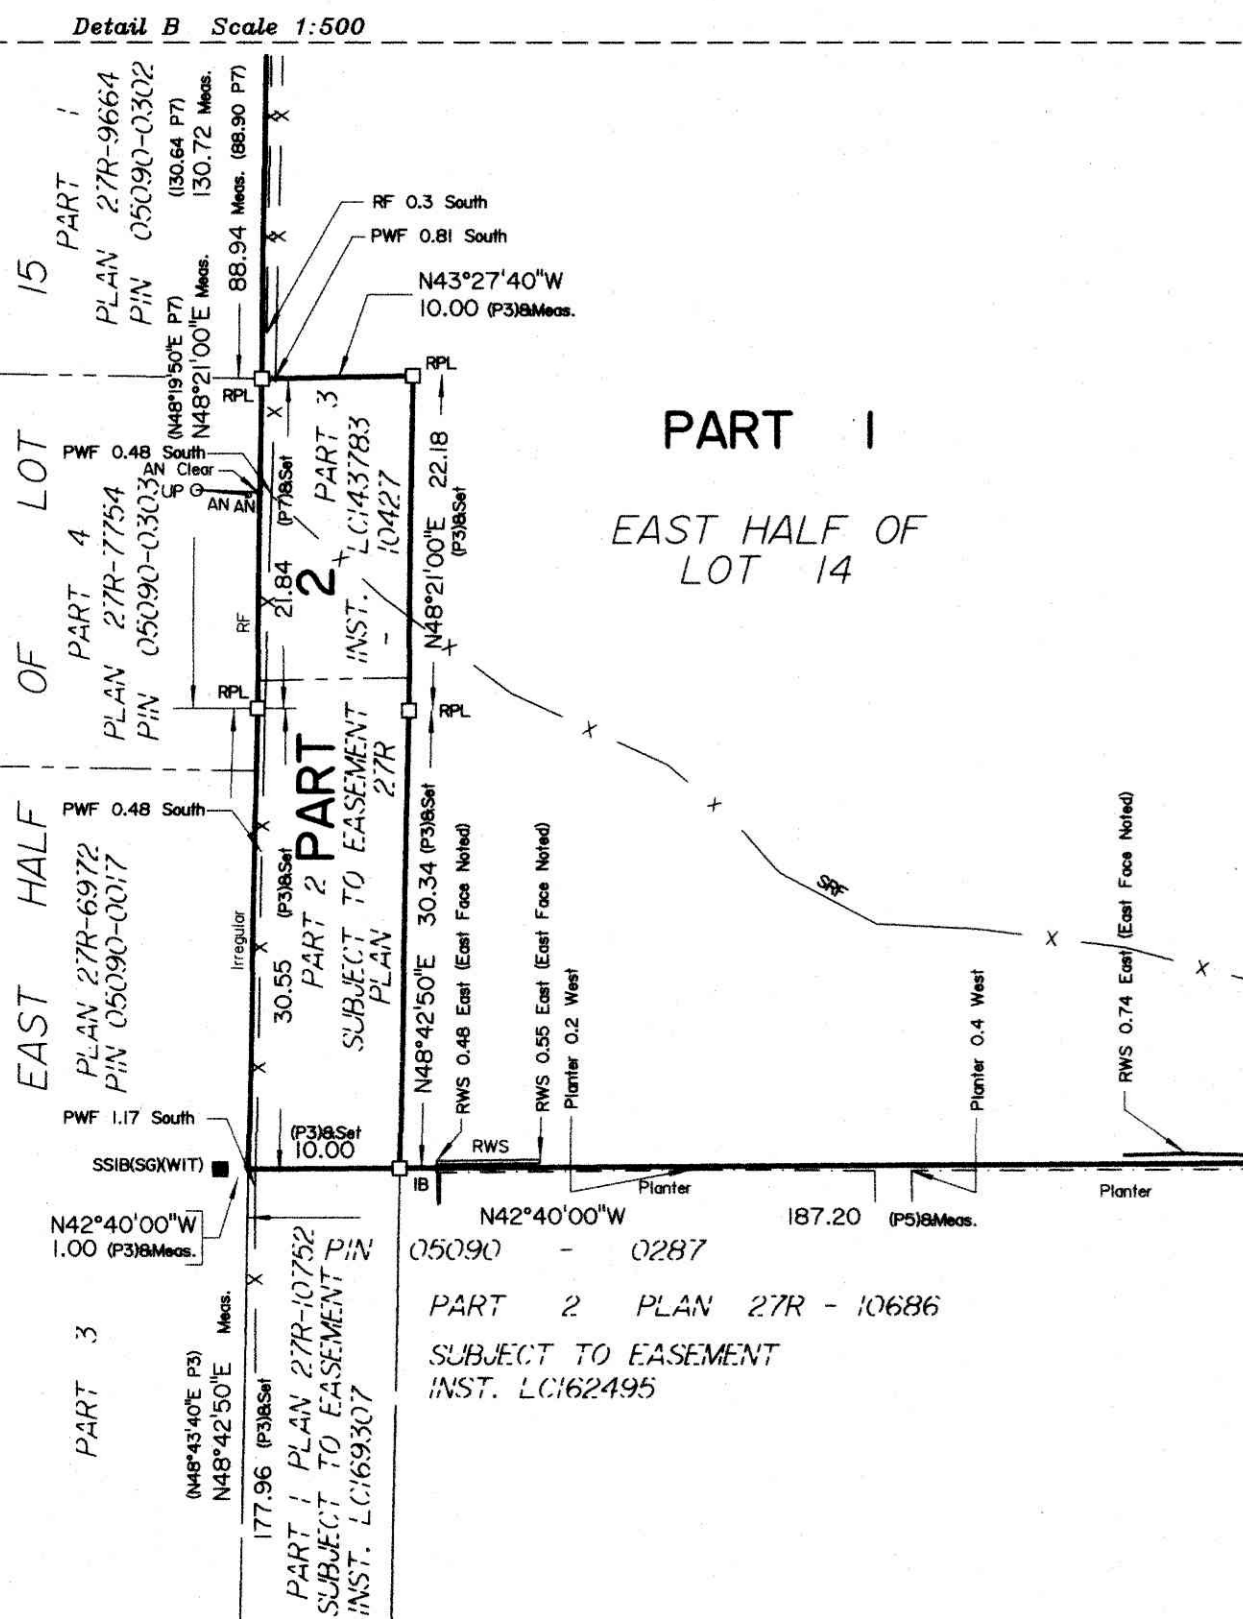 Detail B Scale 1:500
15
PART 1
PLAN 27R-9664
PIN 05090-0302
(130.64 P7)
130.72 Meas.
88.94 Meas. (88.90 P7)
(N48°19'50"E P7)
N48°21'00"E Meas.
RF 0.3 South
PWF 0.81 South
N43°27'40"W
10.00 (P3)&Meas.
RPL
RPL
PWF 0.48 South
AN Clear
UP
AN AN
OF LOT
PART 4
PLAN 27R-7754
PIN 05090-0303
RF
21.84 (P7)&Set
PART 3
INST. LC143783
- 10427
N48°21'00"E 22.18
(P3)&Set
PART 1
EAST HALF OF
LOT 14
RPL
RPL
PART 2
PWF 0.48 South
EAST HALF
PLAN 27R-6972
PIN 05090-0017
Irregular
30.55 (P3)&Set
PART 2
SUBJECT TO EASEMENT
PLAN 27R
N48°42'50"E 30.34 (P3)&Set
RWS 0.48 East (East Face Noted)
RWS 0.55 East (East Face Noted)
Planter 0.2 West
SRF
Planter 0.4 West
RWS 0.74 East (East Face Noted)
PWF 1.17 South
SSIB(SG)(WIT)
(P3)&Set
10.00
RWS
IB
Planter
Planter
N42°40'00"W
1.00 (P3)&Meas.
N42°40'00"W 187.20 (P5)&Meas.
PIN 05090 - 0287
PART 2 PLAN 27R - 10686
SUBJECT TO EASEMENT
INST. LC162495
PART 3
(N48°43'40"E P3)
N48°42'50"E Meas.
177.96 (P3)&Set
PART 1 PLAN 27R-10752
SUBJECT TO EASEMENT
INST. LC169307